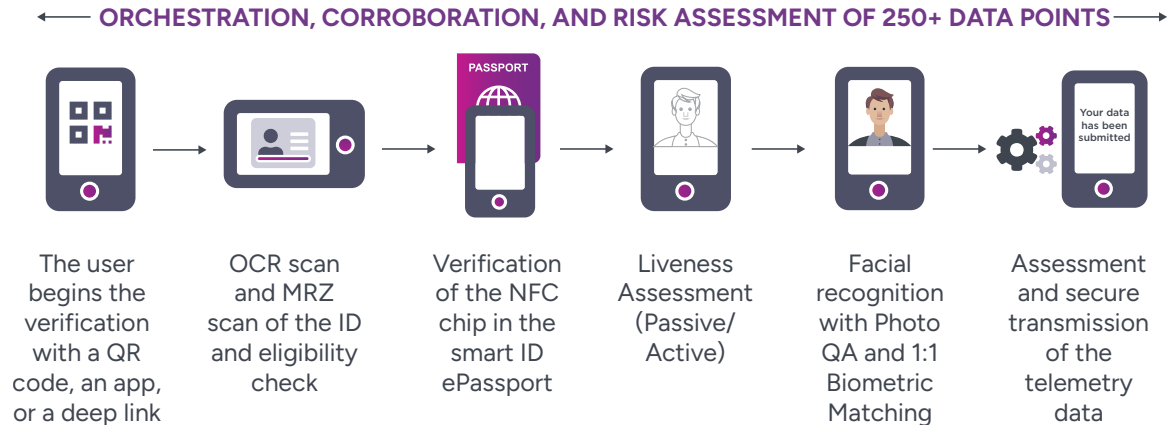 ORCHESTRATION, CORROBORATION, AND RISK ASSESSMENT OF 250+ DATA POINTS
PASSPORT
Your data
has been
submitted
The user
begins the
verification
with a QR
code, an app,
or a deep link
OCR scan
and MRZ
scan of the ID
and eligibility
check
Verification
of the NFC
chip in the
smart ID
ePassport
Liveness
Assessment
(Passive/
Active)
Facial
recognition
with Photo
QA and 1:1
Biometric
Matching
Assessment
and secure
transmission
of the
telemetry
data